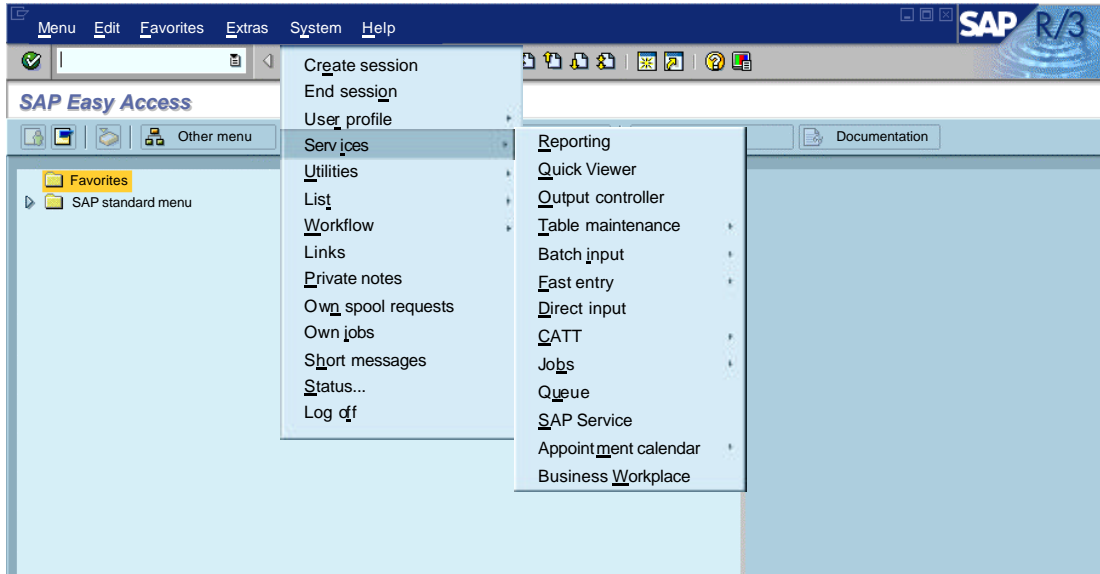 Menu Edit Favorites Extras System Help
SAP R/3
SAP Easy Access
Other menu
Documentation
Favorites
SAP standard menu
Create session
End session
User profile
Services
Utilities
List
Workflow
Links
Private notes
Own spool requests
Own jobs
Short messages
Status...
Log off
Reporting
Quick Viewer
Output controller
Table maintenance
Batch input
Fast entry
Direct input
CATT
Jobs
Queue
SAP Service
Appointment calendar
Business Workplace